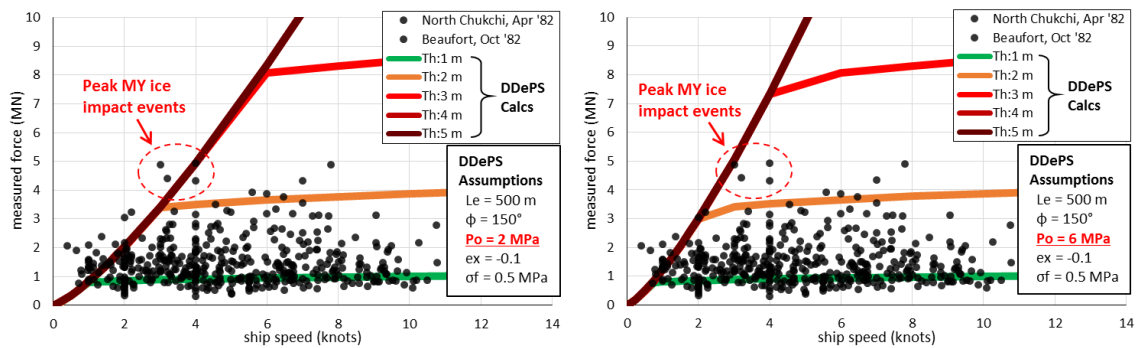 10
9
8
7
6
5
4
3
2
1
0
measured force (MN)
0
2
4
6
8
10
12
14
ship speed (knots)
Peak MY ice
impact events
North Chukchi, Apr '82
Beaufort, Oct '82
Th:1 m
Th:2 m
Th:3 m
Th:4 m
Th:5 m
DDePS
Calcs
DDePS
Assumptions
Le = 500 m
ϕ = 150°
Po = 2 MPa
ex = -0.1
σf = 0.5 MPa
10
9
8
7
6
5
4
3
2
1
0
measured force (MN)
0
2
4
6
8
10
12
14
ship speed (knots)
Peak MY ice
impact events
North Chukchi, Apr '82
Beaufort, Oct '82
Th:1 m
Th:2 m
Th:3 m
Th:4 m
Th:5 m
DDePS
Calcs
DDePS
Assumptions
Le = 500 m
ϕ = 150°
Po = 6 MPa
ex = -0.1
σf = 0.5 MPa